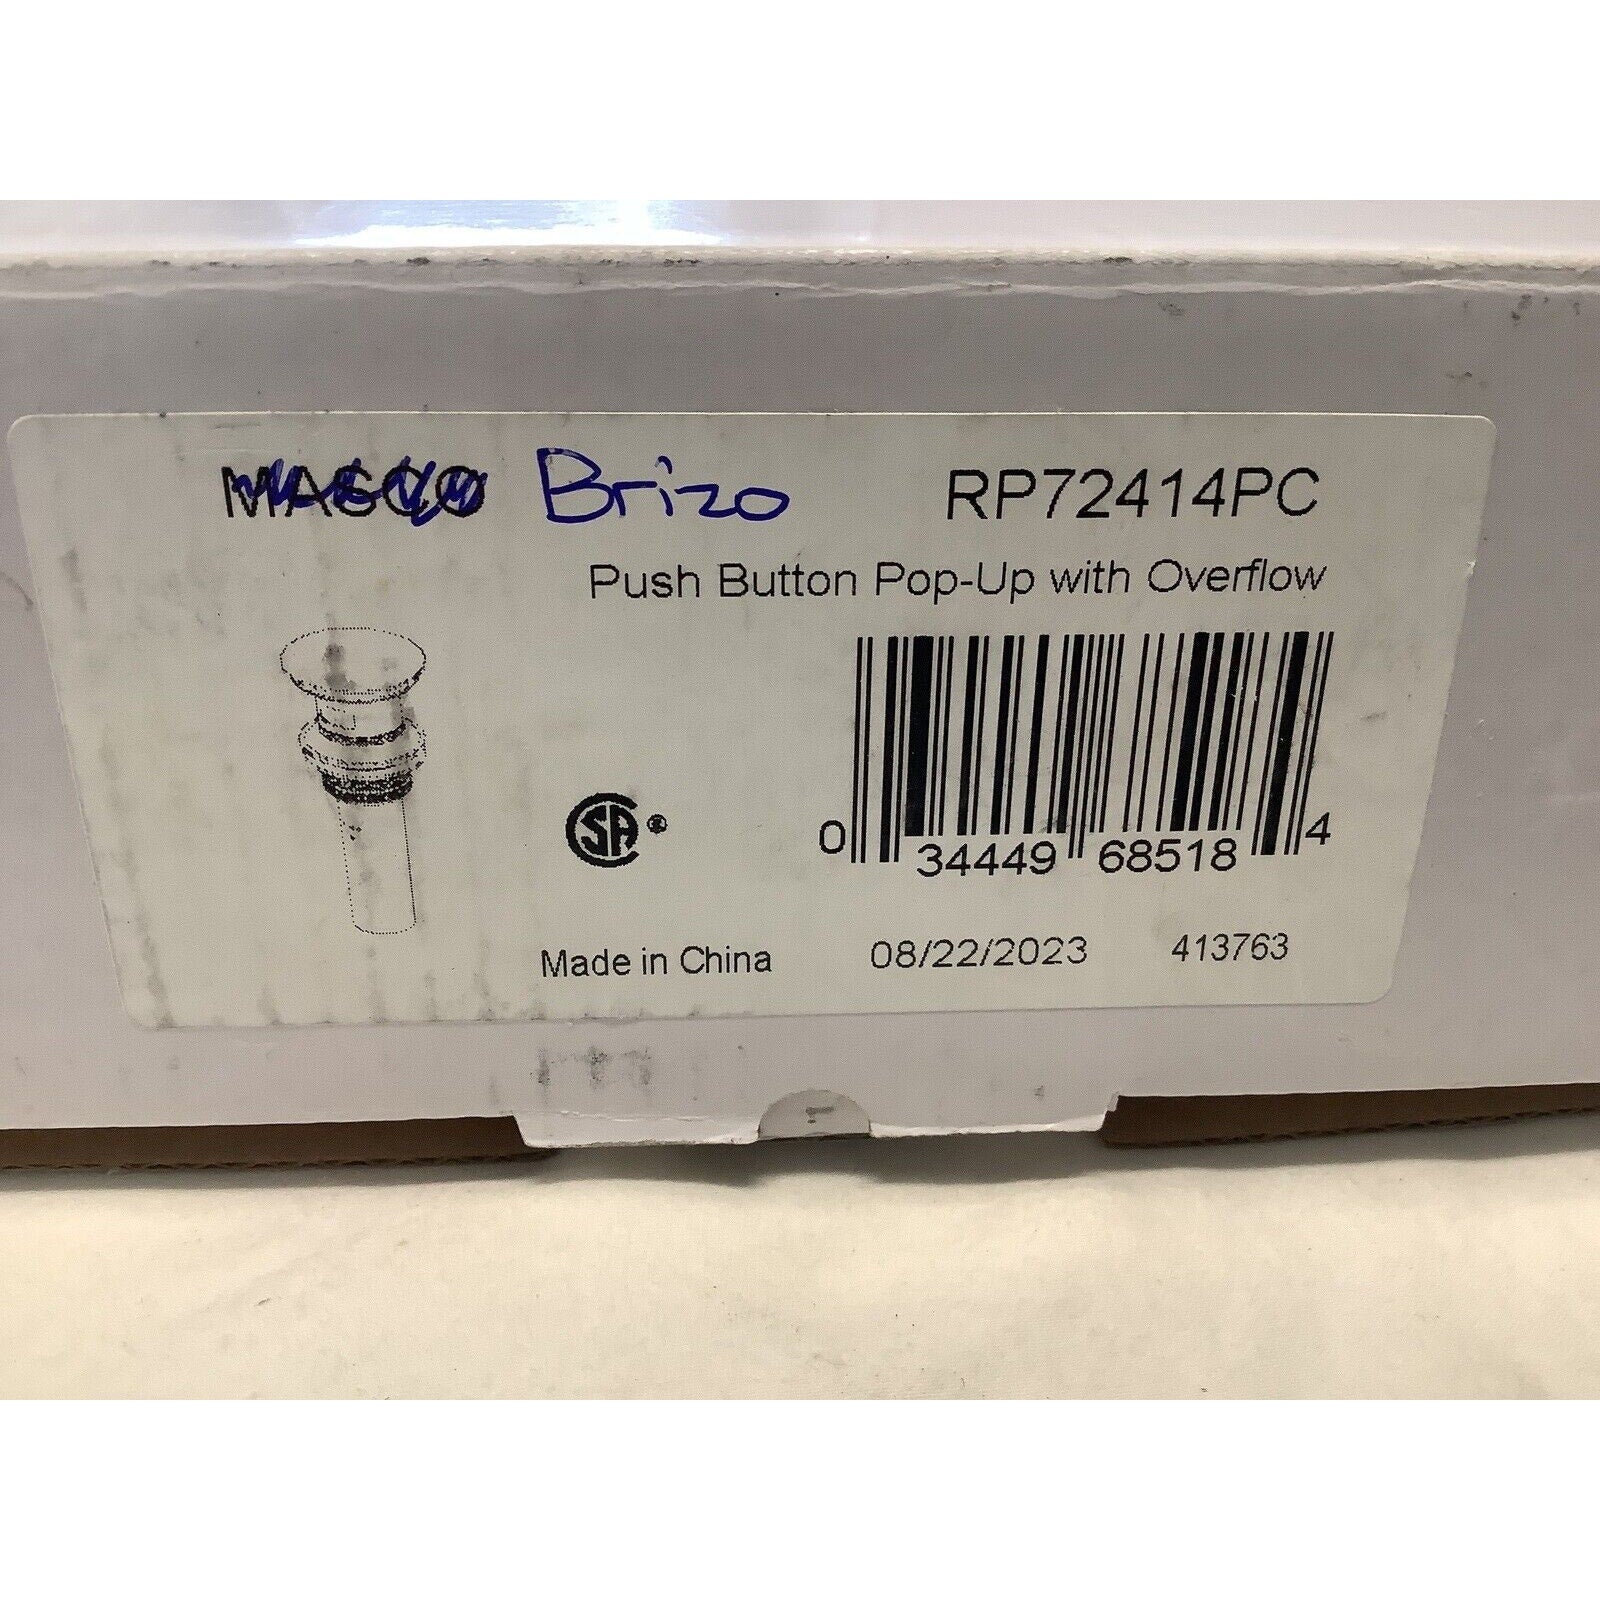 MASCO Brizo RP72414PC
Push Button Pop-Up with Overflow
SA ®
0 34449 68518 4
Made in China 08/22/2023 413763